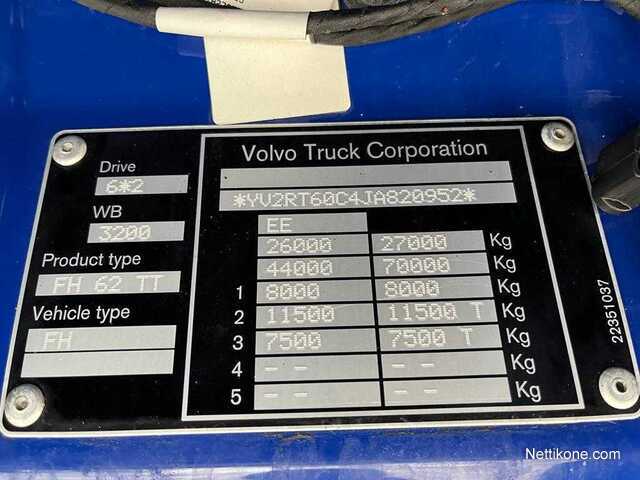 Volvo Truck Corporation
*YV2RT60C4JA820952*
Drive
6*2
WB
3200
Product type
FH 62 TT
Vehicle type
FH
EE
26000 27000 Kg
44000 70000 Kg
1 8000 8000 Kg
2 11500 11500 T Kg
3 7500 7500 T Kg
4 - - - - Kg
5 - - - - Kg
22351037
Nettikone.com